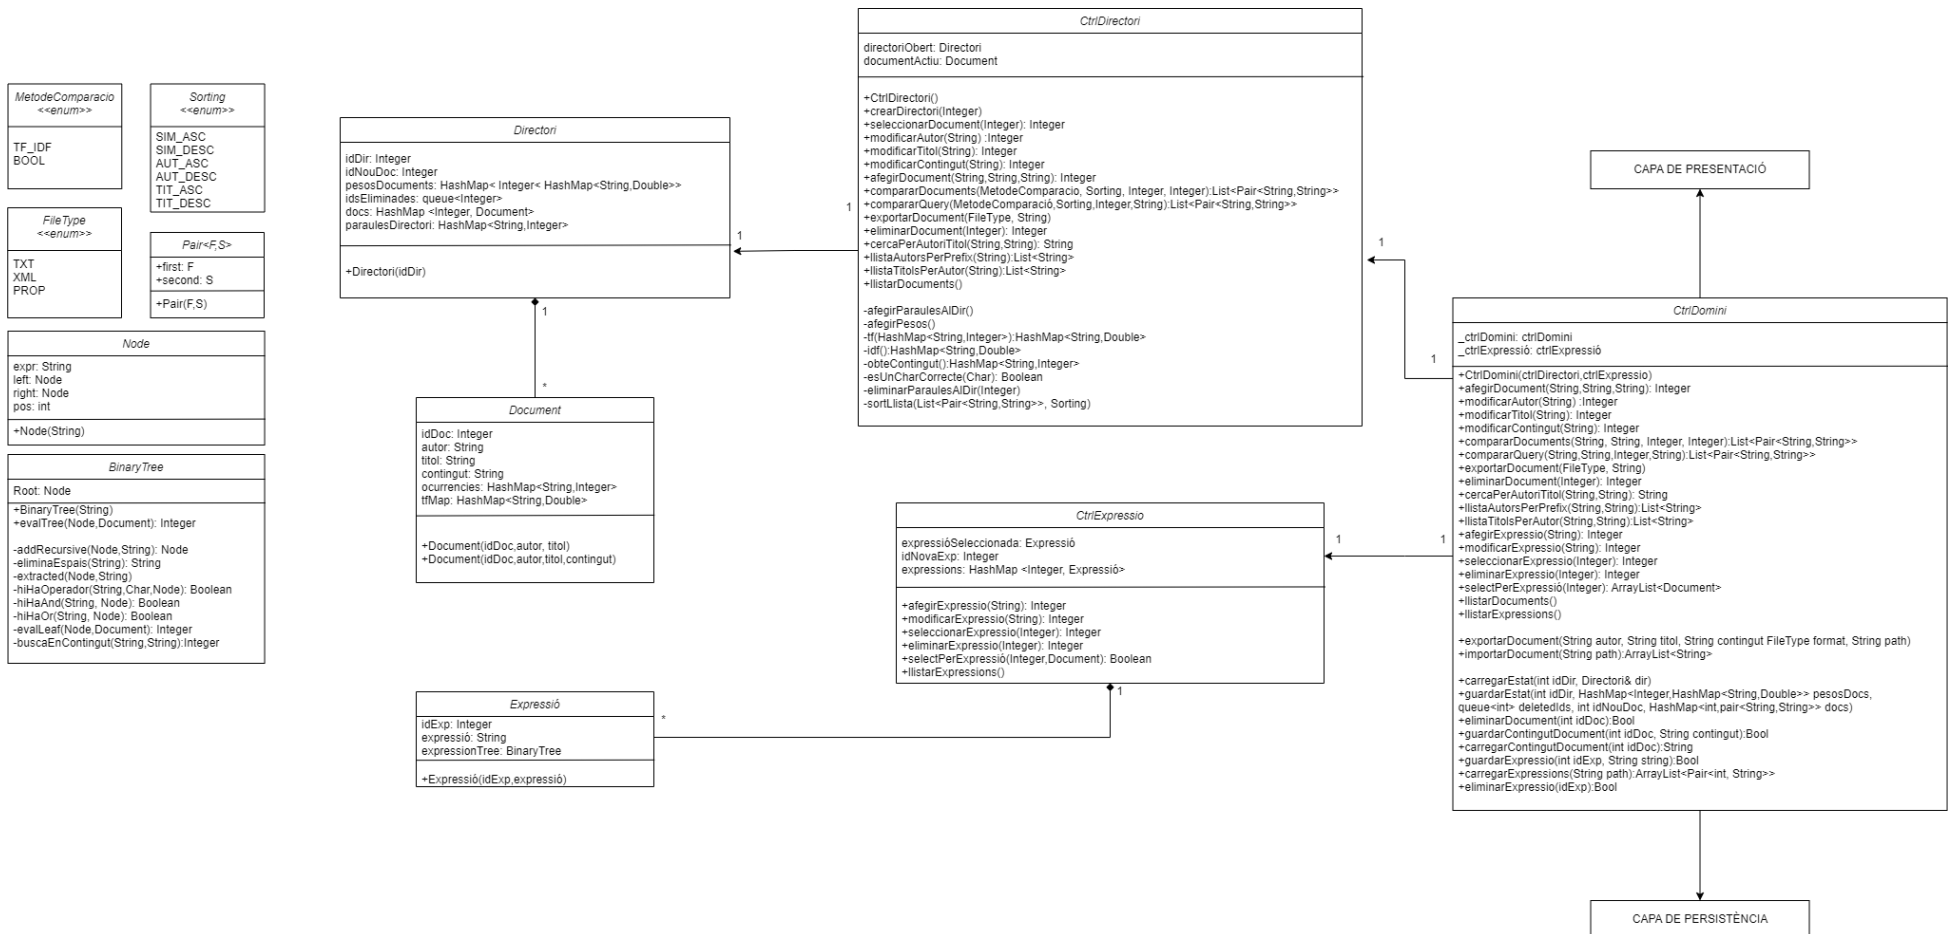 MetodeComparacio
<<enum>>
TF_IDF
BOOL
Sorting
<<enum>>
SIM_ASC
SIM_DESC
AUT_ASC
AUT_DESC
TIT_ASC
TIT_DESC
FileType
<<enum>>
TXT
XML
PROP
Pair<F,S>
+first: F
+second: S
+Pair(F,S)
Node
expr: String
left: Node
right: Node
pos: int
+Node(String)
BinaryTree
Root: Node
+BinaryTree(String)
+evalTree(Node,Document): Integer
-addRecursive(Node,String): Node
-eliminaEspais(String): String
-extracted(Node,String)
-hiHaOperador(String,Char,Node): Boolean
-hiHaAnd(String, Node): Boolean
-hiHaOr(String, Node): Boolean
-evalLeaf(Node,Document): Integer
-buscaEnContingut(String,String):Integer
Directori
idDir: Integer
idNouDoc: Integer
pesosDocuments: HashMap< Integer< HashMap<String,Double>>
idsEliminades: queue<Integer>
docs: HashMap <Integer, Document>
paraulesDirectori: HashMap<String,Integer>
+Directori(idDir)
1
*
Document
idDoc: Integer
autor: String
titol: String
contingut: String
ocurrencies: HashMap<String,Integer>
tfMap: HashMap<String,Double>
+Document(idDoc,autor, titol)
+Document(idDoc,autor,titol,contingut)
Expressió
idExp: Integer
expressió: String
expressionTree: BinaryTree
+Expressió(idExp,expressió)
*
1
1
1
CtrlDirectori
directoriObert: Directori
documentActiu: Document
+CtrlDirectori()
+crearDirectori(Integer)
+seleccionarDocument(Integer): Integer
+modificarAutor(String) :Integer
+modificarTitol(String): Integer
+modificarContingut(String): Integer
+afegirDocument(String,String,String): Integer
+compararDocuments(MetodeComparacio, Sorting, Integer, Integer):List<Pair<String,String>>
+compararQuery(MetodeComparació,Sorting,Integer,String):List<Pair<String,String>>
+exportarDocument(FileType, String)
+eliminarDocument(Integer): Integer
+cercaPerAutoriTitol(String,String): String
+llistaAutorsPerPrefix(String):List<String>
+llistaTitolsPerAutor(String):List<String>
+llistarDocuments()
-afegirParaulesAlDir()
-afegirPesos()
-tf(HashMap<String,Integer>):HashMap<String,Double>
-idf():HashMap<String,Double>
-obteContingut():HashMap<String,Integer>
-esUnCharCorrecte(Char): Boolean
-eliminarParaulesAlDir(Integer)
-sortLlista(List<Pair<String,String>>, Sorting)
CtrlExpressio
expressióSeleccionada: Expressió
idNovaExp: Integer
expressions: HashMap <Integer, Expressió>
+afegirExpressio(String): Integer
+modificarExpressio(String): Integer
+seleccionarExpressio(Integer): Integer
+eliminarExpressio(Integer): Integer
+selectPerExpressió(Integer,Document): Boolean
+llistarExpressions()
1
1
1
1
CAPA DE PRESENTACIÓ
CtrlDomini
_ctrlDomini: ctrlDomini
_ctrlExpressió: ctrlExpressió
+CtrlDomini(ctrlDirectori,ctrlExpressio)
+afegirDocument(String,String,String): Integer
+modificarAutor(String) :Integer
+modificarTitol(String): Integer
+modificarContingut(String): Integer
+compararDocuments(String, String, Integer, Integer):List<Pair<String,String>>
+compararQuery(String,String,Integer,String):List<Pair<String,String>>
+exportarDocument(FileType, String)
+eliminarDocument(Integer): Integer
+cercaPerAutoriTitol(String,String): String
+llistaAutorsPerPrefix(String,String):List<String>
+llistaTitolsPerAutor(String,String):List<String>
+afegirExpressio(String): Integer
+modificarExpressio(String): Integer
+seleccionarExpressio(Integer): Integer
+eliminarExpressio(Integer): Integer
+selectPerExpressió(Integer): ArrayList<Document>
+llistarDocuments()
+llistarExpressions()
+exportarDocument(String autor, String titol, String contingut FileType format, String path)
+importarDocument(String path):ArrayList<String>
+carregarEstat(int idDir, Directori& dir)
+guardarEstat(int idDir, HashMap<Integer,HashMap<String,Double>> pesosDocs,
queue<int> deletedIds, int idNouDoc, HashMap<int,pair<String,String>> docs)
+eliminarDocument(int idDoc):Bool
+guardarContingutDocument(int idDoc, String contingut):Bool
+carregarContingutDocument(int idDoc):String
+guardarExpressio(int idExp, String string):Bool
+carregarExpressions(String path):ArrayList<Pair<int, String>>
+eliminarExpressio(idExp):Bool
CAPA DE PERSISTÈNCIA